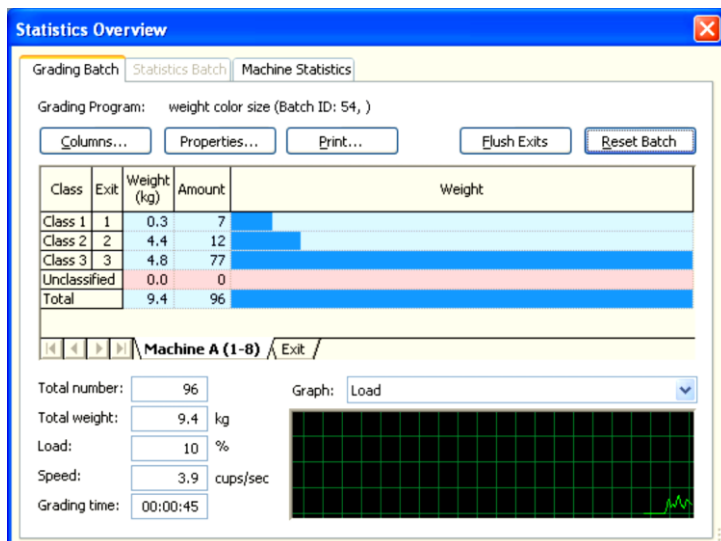 Statistics Overview
Grading Batch Statistics Batch Machine Statistics
Grading Program: weight color size (Batch ID: 54, )
Columns... Properties... Print... Flush Exits Reset Batch
Class Exit Weight (kg) Amount Weight
Class 1 1 0.3 7
Class 2 2 4.4 12
Class 3 3 4.8 77
Unclassified 0.0 0
Total 9.4 96
Machine A (1-8) Exit
Total number: 96 Graph: Load
Total weight: 9.4 kg
Load: 10 %
Speed: 3.9 cups/sec
Grading time: 00:00:45